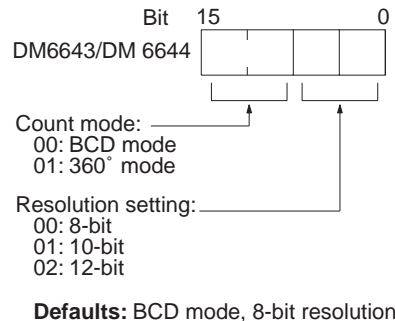 Bit 15 0
DM6643/DM 6644
Count mode:
00: BCD mode
01: 360° mode
Resolution setting:
00: 8-bit
01: 10-bit
02: 12-bit
Defaults: BCD mode, 8-bit resolution